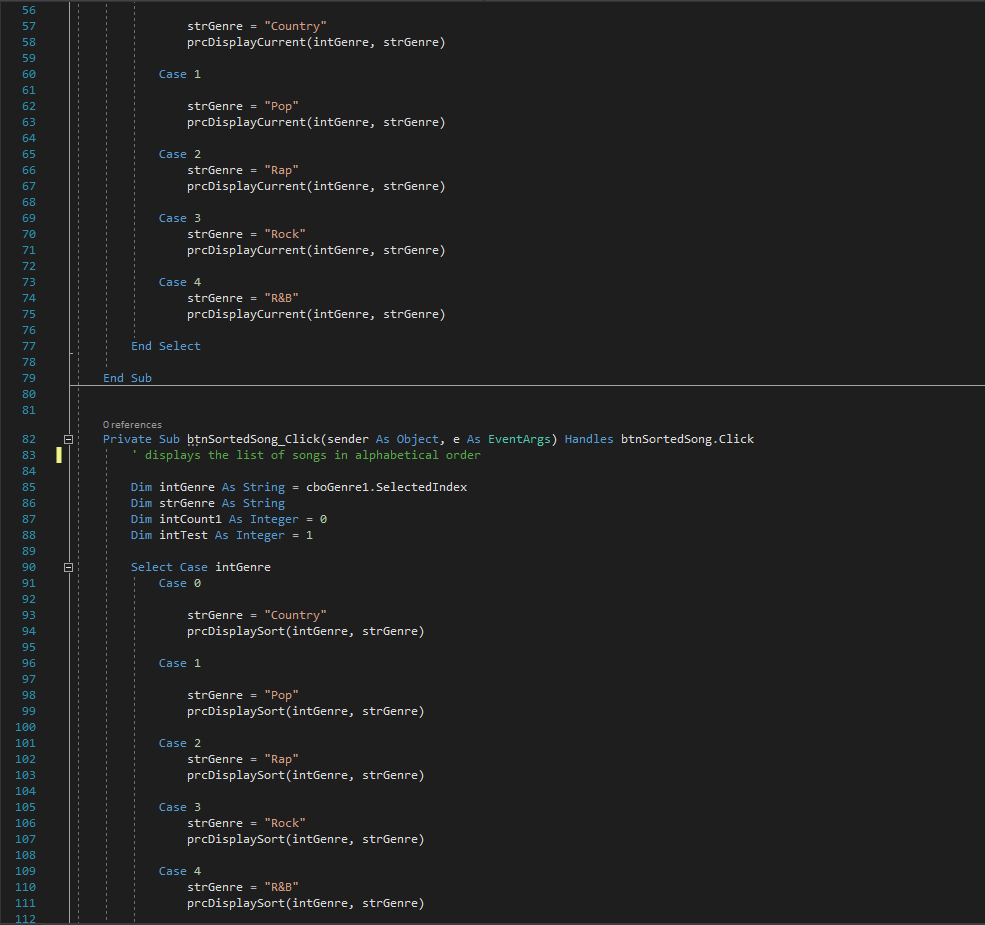 56
57 strGenre = "Country"
58 prcDisplayCurrent(intGenre, strGenre)
59
60 Case 1
61
62 strGenre = "Pop"
63 prcDisplayCurrent(intGenre, strGenre)
64
65 Case 2
66 strGenre = "Rap"
67 prcDisplayCurrent(intGenre, strGenre)
68
69 Case 3
70 strGenre = "Rock"
71 prcDisplayCurrent(intGenre, strGenre)
72
73 Case 4
74 strGenre = "R&B"
75 prcDisplayCurrent(intGenre, strGenre)
76
77 End Select
78
79 End Sub
80
81
0 references
82 Private Sub btnSortedSong_Click(sender As Object, e As EventArgs) Handles btnSortedSong.Click
83 ' displays the list of songs in alphabetical order
84
85 Dim intGenre As String = cboGenre1.SelectedIndex
86 Dim strGenre As String
87 Dim intCount1 As Integer = 0
88 Dim intTest As Integer = 1
89
90 Select Case intGenre
91 Case 0
92
93 strGenre = "Country"
94 prcDisplaySort(intGenre, strGenre)
95
96 Case 1
97
98 strGenre = "Pop"
99 prcDisplaySort(intGenre, strGenre)
100
101 Case 2
102 strGenre = "Rap"
103 prcDisplaySort(intGenre, strGenre)
104
105 Case 3
106 strGenre = "Rock"
107 prcDisplaySort(intGenre, strGenre)
108
109 Case 4
110 strGenre = "R&B"
111 prcDisplaySort(intGenre, strGenre)
112